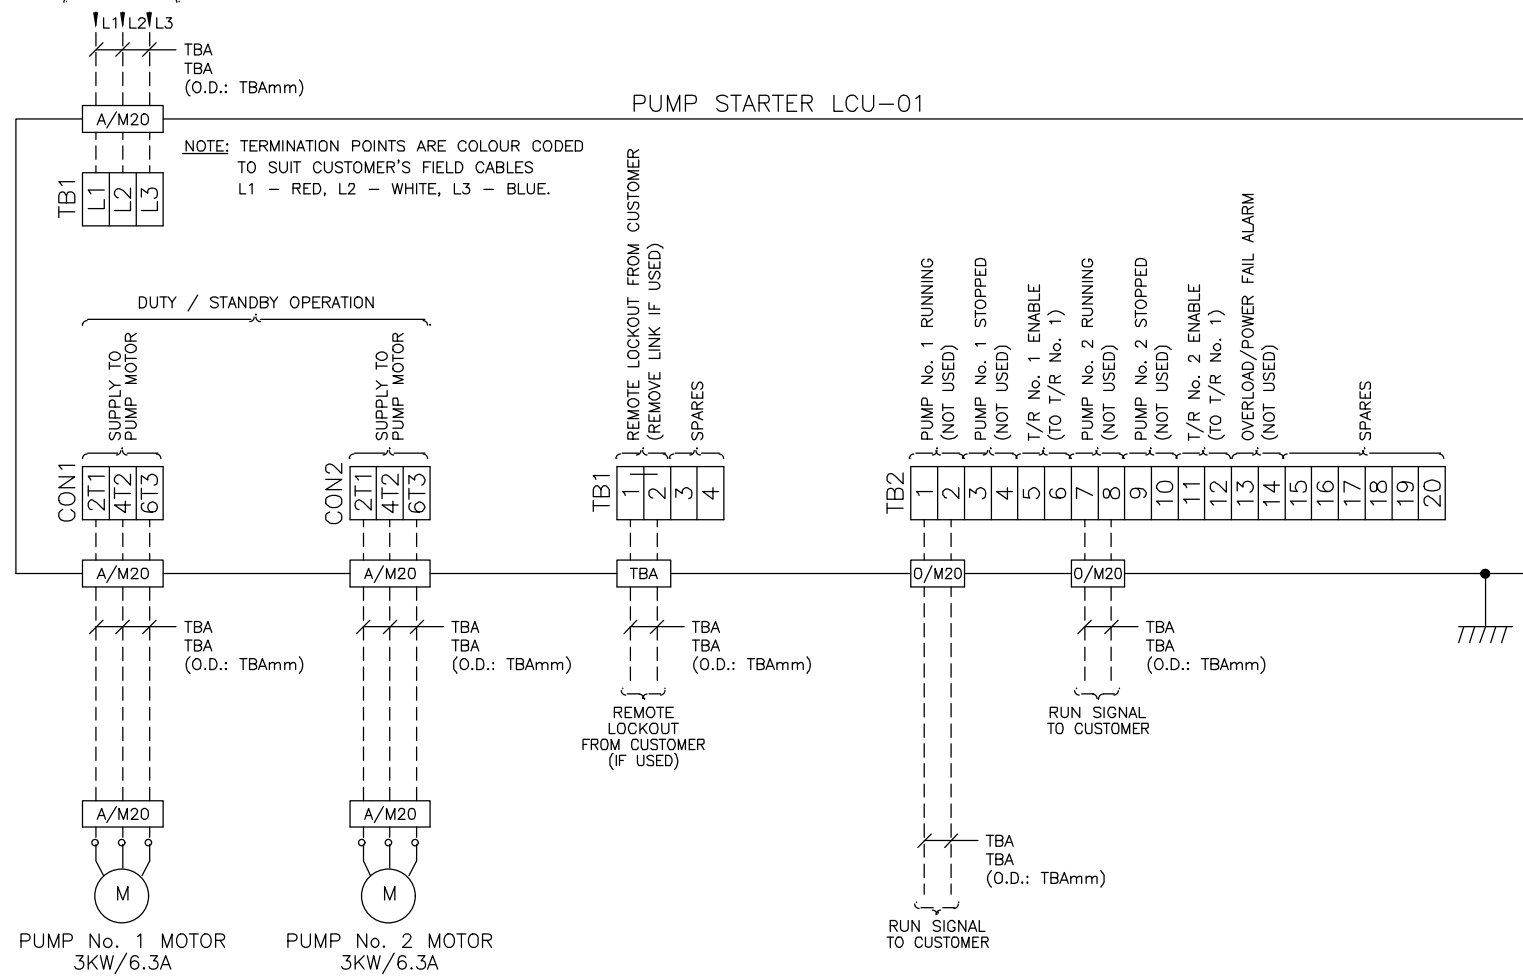 L1 L2 L3
TBA
TBA
(O.D.: TBAmm)
A/M20
PUMP STARTER LCU-01
NOTE: TERMINATION POINTS ARE COLOUR CODED
TO SUIT CUSTOMER'S FIELD CABLES
L1 - RED, L2 - WHITE, L3 - BLUE.
TB1
L1
L2
L3
DUTY / STANDBY OPERATION
SUPPLY TO
PUMP MOTOR
CON1
2T1
4T2
6T3
SUPPLY TO
PUMP MOTOR
CON2
2T1
4T2
6T3
REMOTE LOCKOUT FROM CUSTOMER
(REMOVE LINK IF USED)
SPARES
TB1
1
2
3
4
PUMP No. 1 RUNNING
(NOT USED)
PUMP No. 1 STOPPED
(NOT USED)
T/R No. 1 ENABLE
(TO T/R No. 1)
PUMP No. 2 RUNNING
(NOT USED)
PUMP No. 2 STOPPED
(NOT USED)
T/R No. 2 ENABLE
(TO T/R No. 1)
OVERLOAD/POWER FAIL ALARM
(NOT USED)
SPARES
TB2
1
2
3
4
5
6
7
8
9
10
11
12
13
14
15
16
17
18
19
20
A/M20
A/M20
TBA
O/M20
O/M20
TBA
TBA
(O.D.: TBAmm)
TBA
TBA
(O.D.: TBAmm)
TBA
TBA
(O.D.: TBAmm)
TBA
TBA
(O.D.: TBAmm)
REMOTE
LOCKOUT
FROM CUSTOMER
(IF USED)
RUN SIGNAL
TO CUSTOMER
A/M20
A/M20
TBA
TBA
(O.D.: TBAmm)
M
M
RUN SIGNAL
TO CUSTOMER
PUMP No. 1 MOTOR
3KW/6.3A
PUMP No. 2 MOTOR
3KW/6.3A